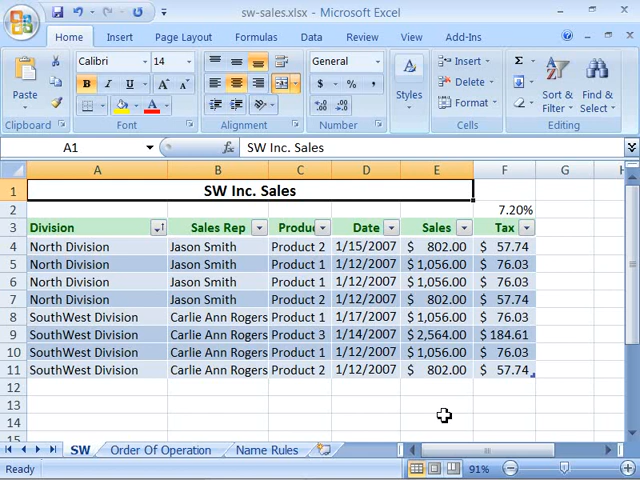 sw-sales.xlsx - Microsoft Excel
Home Insert Page Layout Formulas Data Review View Add-Ins
Calibri 14 General Insert Σ
Paste B I U A A $ % , Styles Delete Sort & Filter Find & Select
A Format
Clipboard Font Alignment Number Cells Editing
A1 fx SW Inc. Sales
A B C D E F G H
1 SW Inc. Sales
2 7.20%
3 Division Sales Rep Produc Date Sales Tax
4 North Division Jason Smith Product 2 1/15/2007 $ 802.00 $ 57.74
5 North Division Jason Smith Product 1 1/12/2007 $ 1,056.00 $ 76.03
6 North Division Jason Smith Product 1 1/12/2007 $ 1,056.00 $ 76.03
7 North Division Jason Smith Product 2 1/12/2007 $ 802.00 $ 57.74
8 SouthWest Division Carlie Ann Rogers Product 1 1/17/2007 $ 1,056.00 $ 76.03
9 SouthWest Division Carlie Ann Rogers Product 3 1/14/2007 $ 2,564.00 $ 184.61
10 SouthWest Division Carlie Ann Rogers Product 1 1/12/2007 $ 1,056.00 $ 76.03
11 SouthWest Division Carlie Ann Rogers Product 2 1/12/2007 $ 802.00 $ 57.74
12
13
14
15
SW Order Of Operation Name Rules
Ready 91%